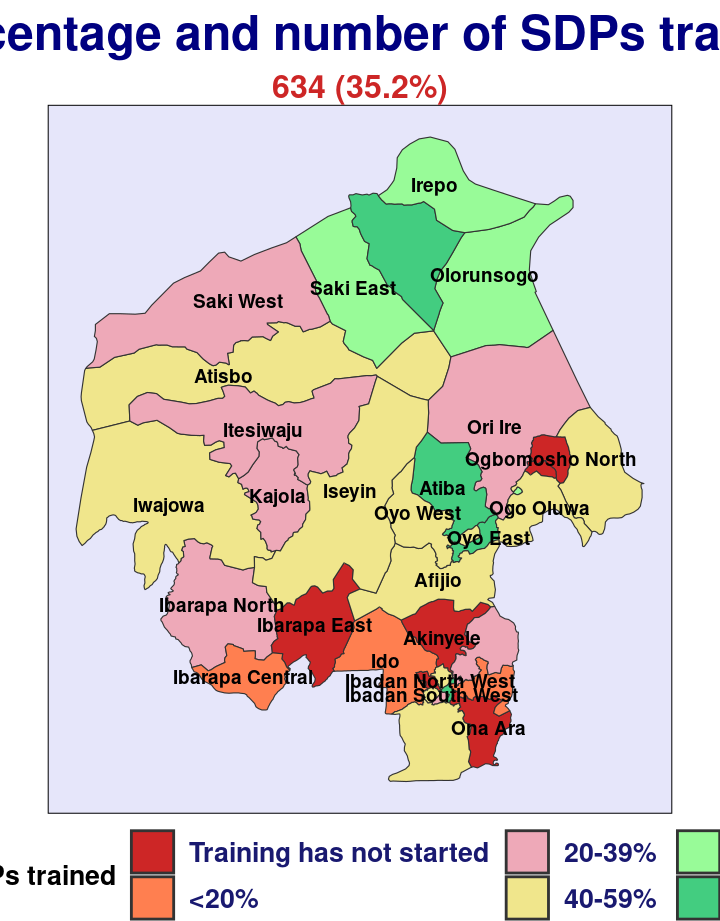 centage and number of SDPs tra
634 (35.2%)
Irepo
Olorunsogo
Saki East
Saki West
Atisbo
Itesiwaju
Ori Ire
Ogbomosho North
Atiba
Iseyin
Kajola
Iwajowa
Oyo West
Ogo Oluwa
Oyo East
Afijio
Ibarapa North
Ibarapa East
Akinyele
Ido
Ibarapa Central
Ibadan North West
Ibadan South West
Ona Ara
Ps trained
Training has not started
20-39%
<20%
40-59%